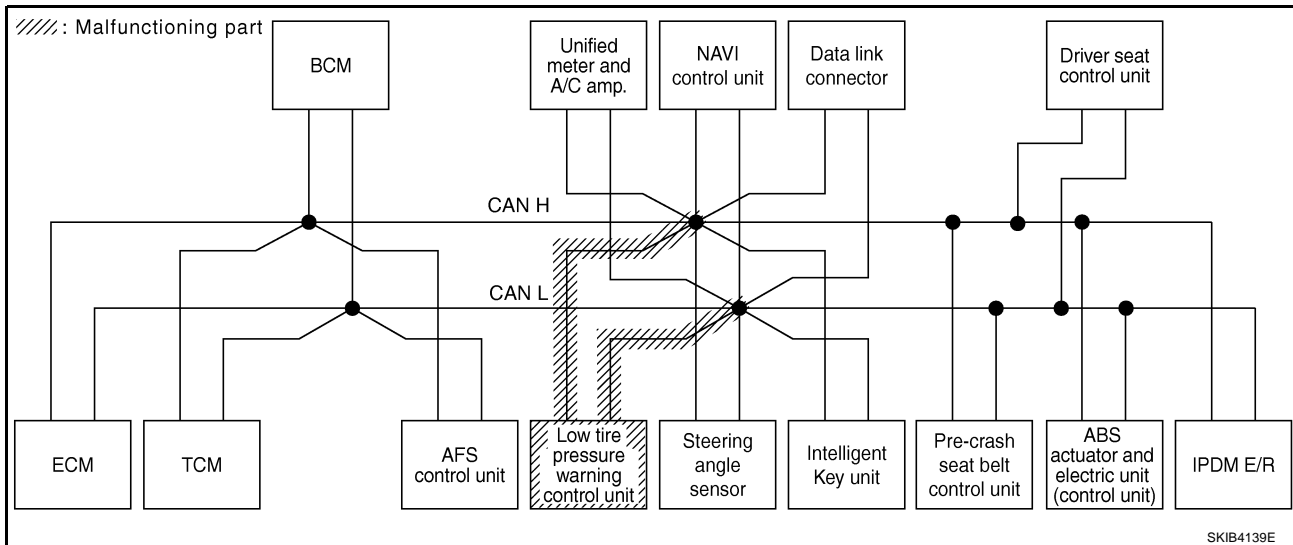 : Malfunctioning part
BCM
Unified
meter and
A/C amp.
NAVI
control unit
Data link
connector
Driver seat
control unit
CAN H
CAN L
ECM
TCM
AFS
control unit
Low tire
pressure
warning
control unit
Steering
angle
sensor
Intelligent
Key unit
Pre-crash
seat belt
control unit
ABS
actuator and
electric unit
(control unit)
IPDM E/R
SKIB4139E